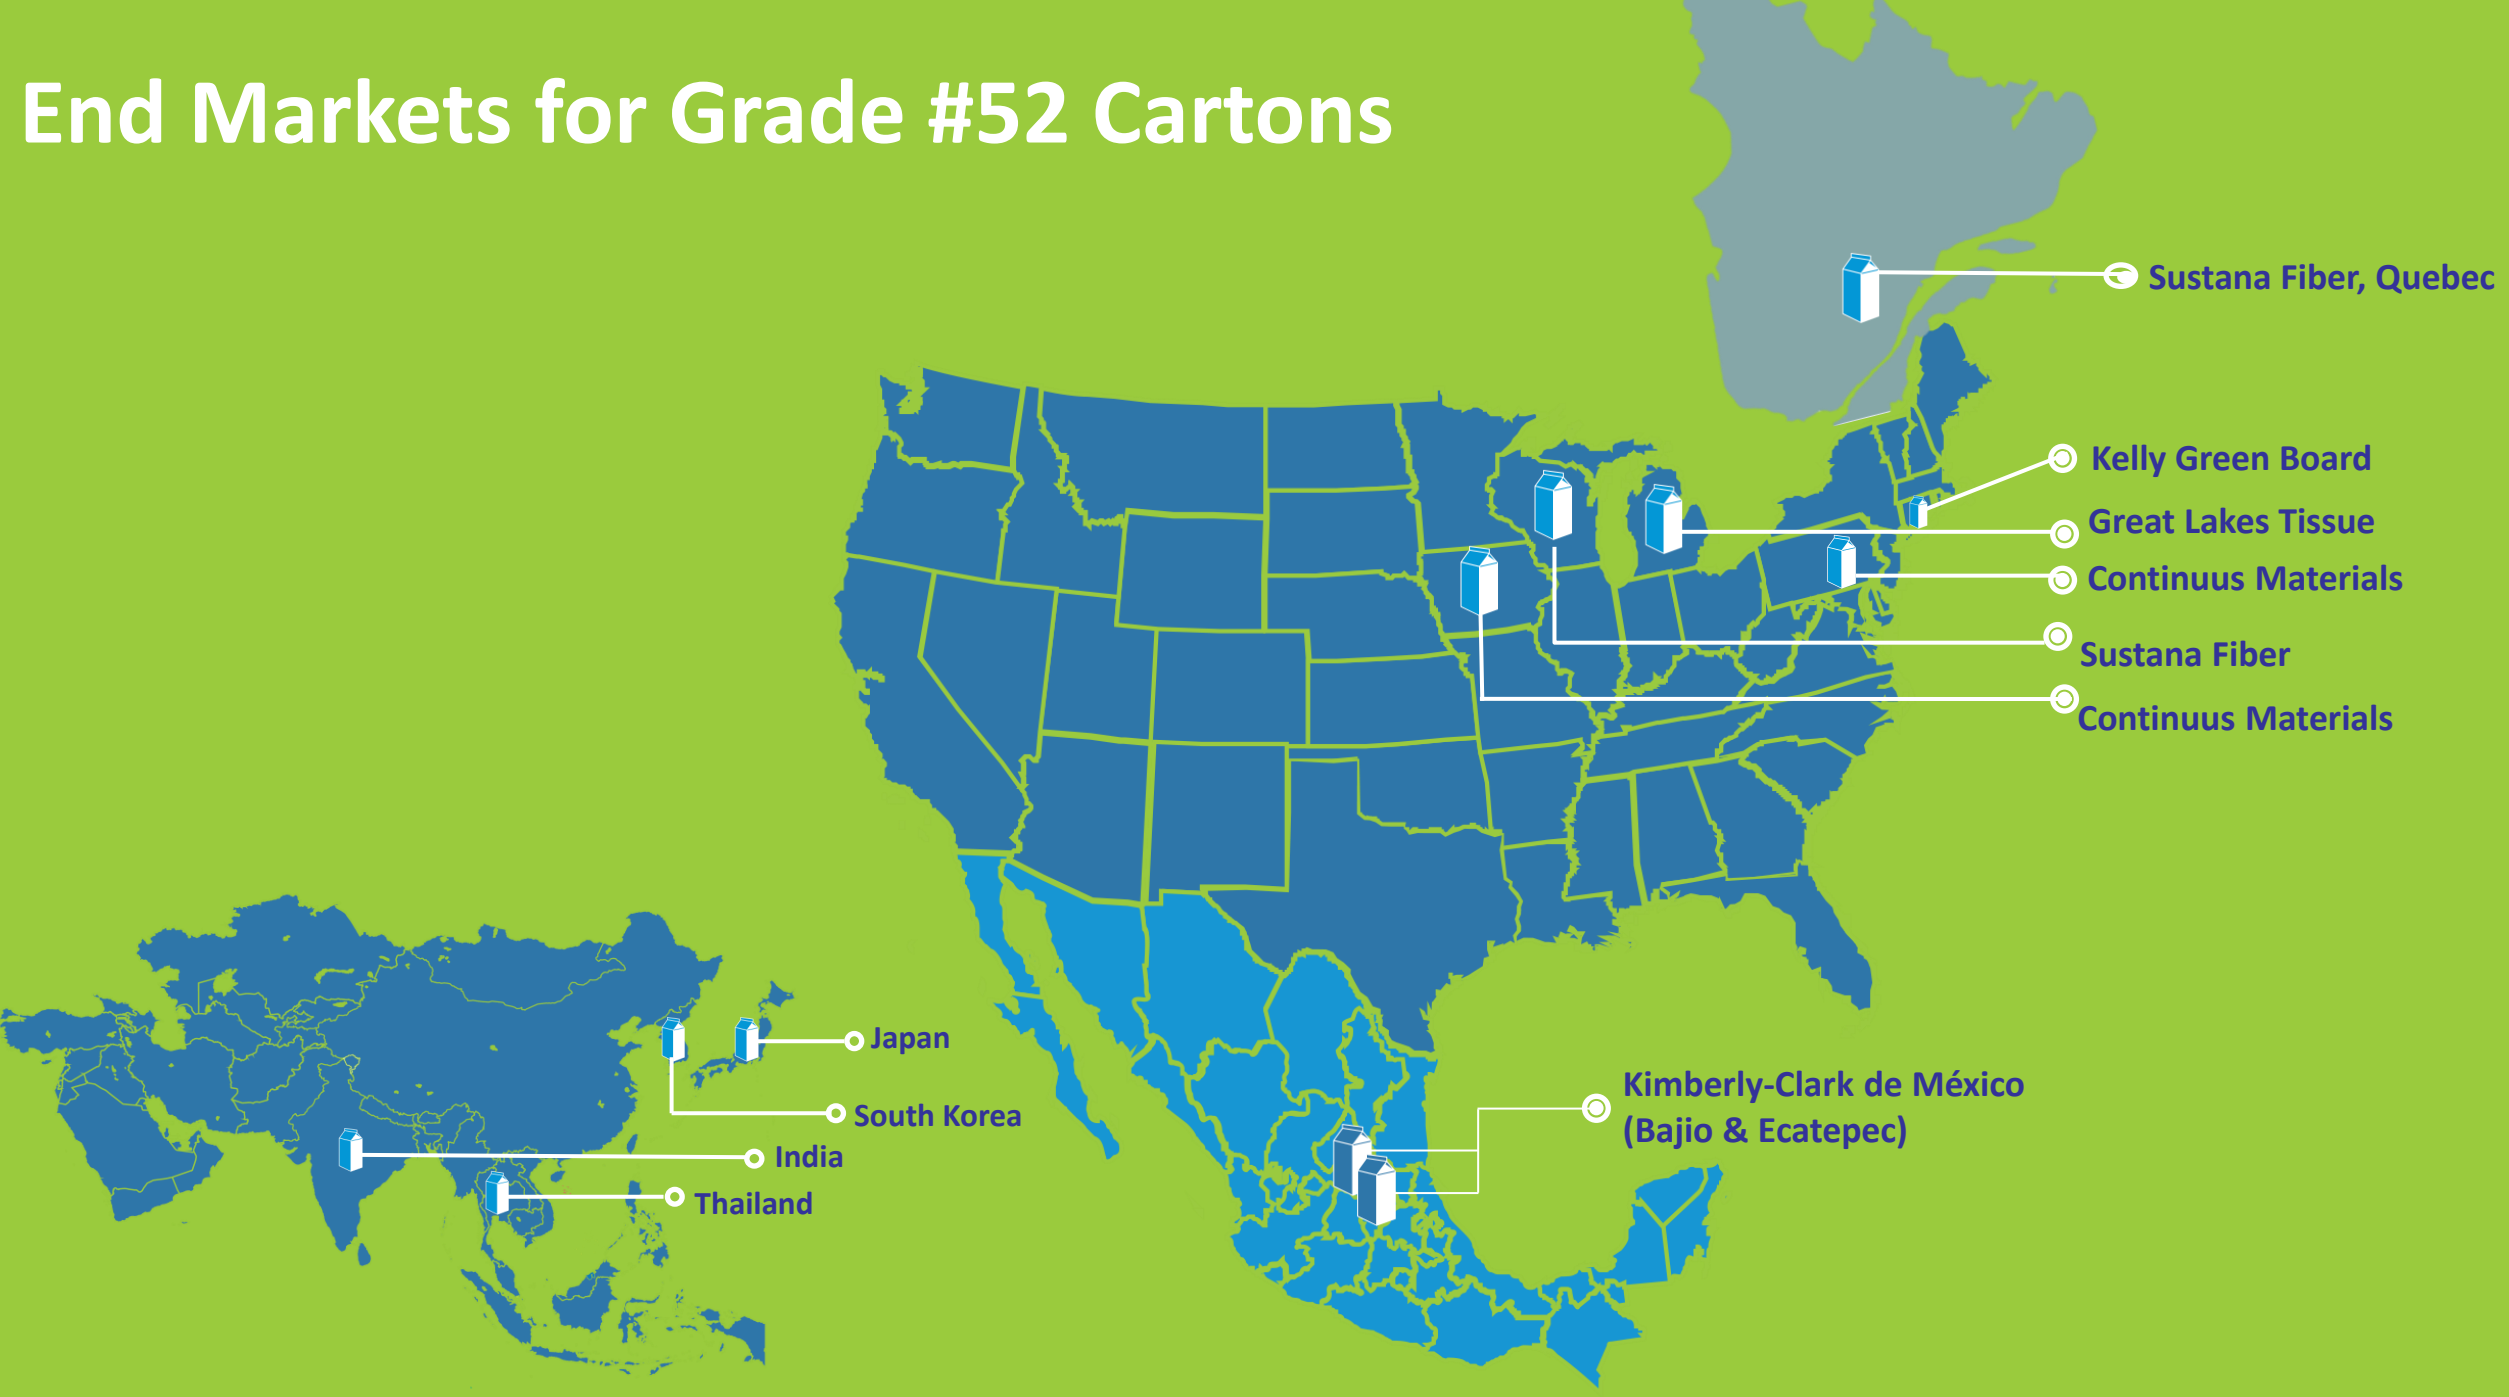 End Markets for Grade #52 Cartons
Sustana Fiber, Quebec
Kelly Green Board
Great Lakes Tissue
Continuus Materials
Sustana Fiber
Continuus Materials
Japan
South Korea
India
Thailand
Kimberly-Clark de México
(Bajio & Ecatepec)